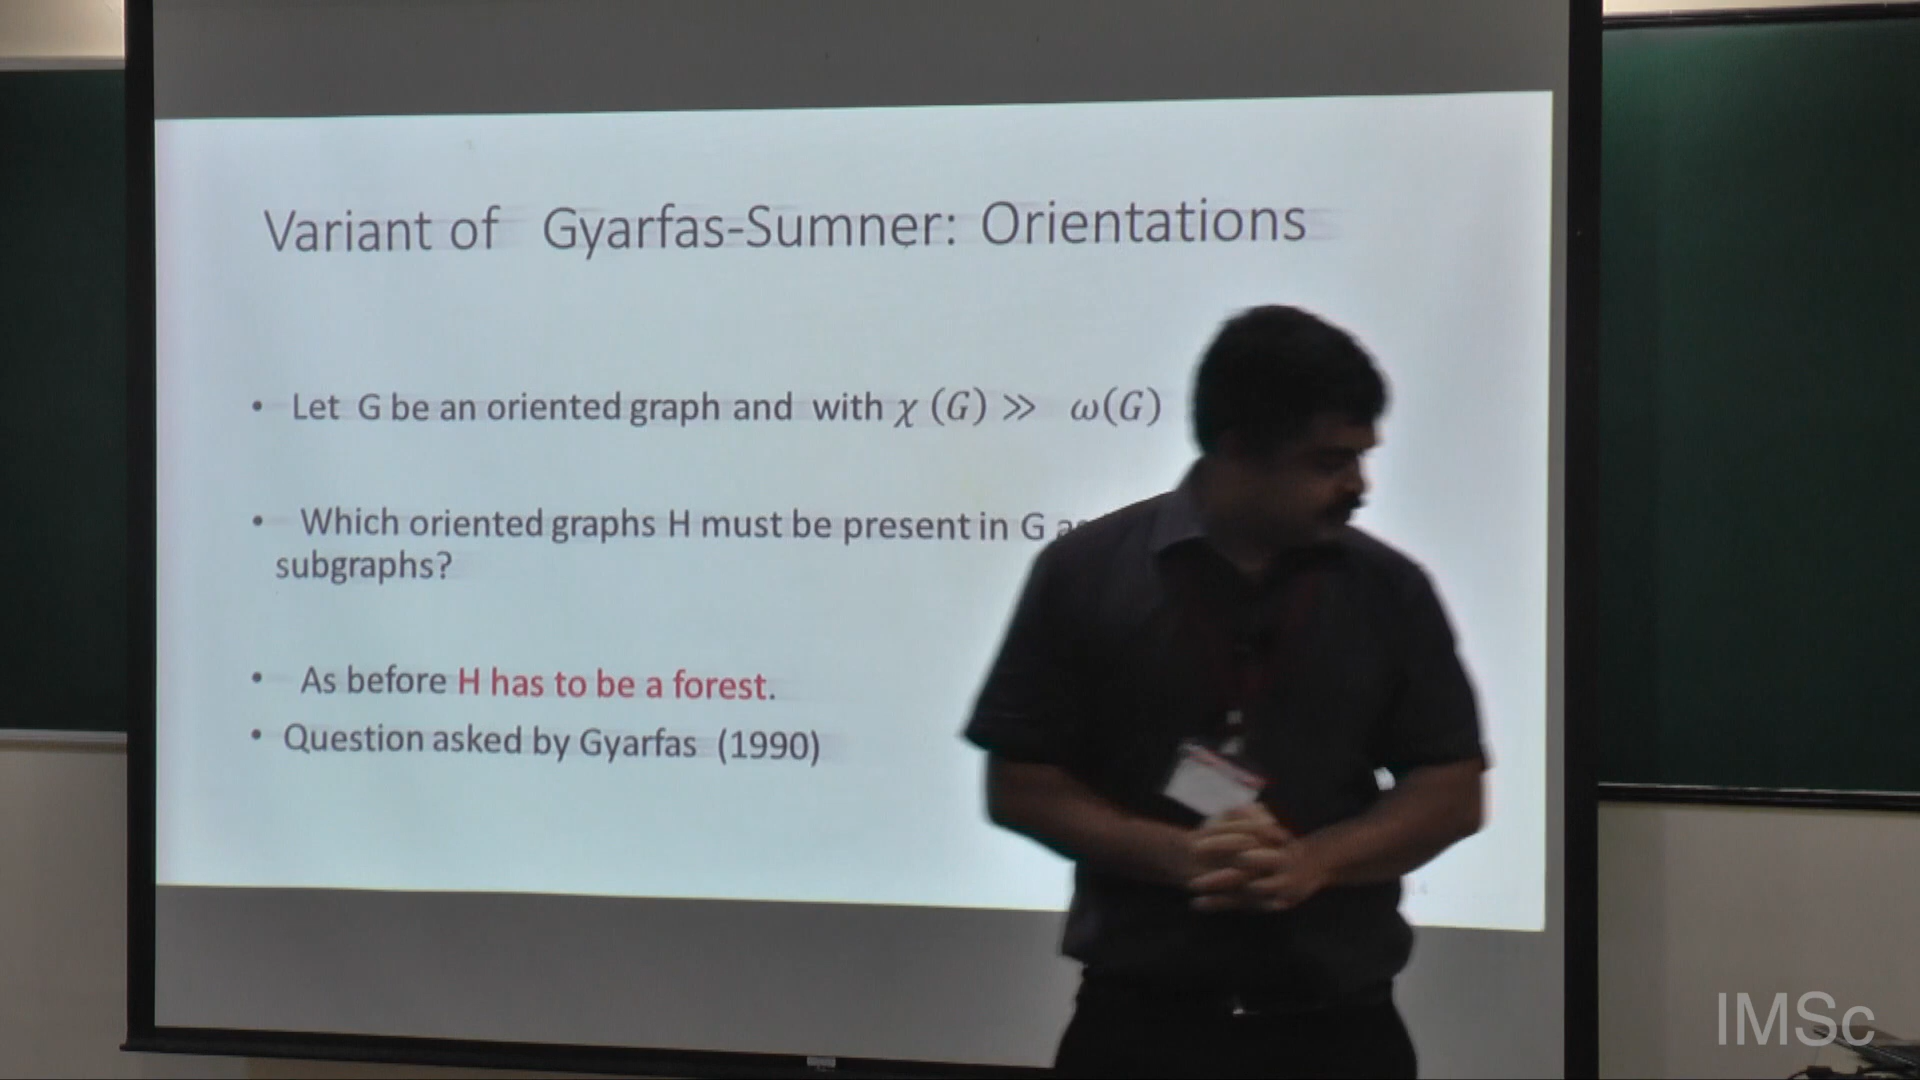 Variant of Gyarfas-Sumner: Orientations
• Let G be an oriented graph and with χ (G) ≫ ω(G)
• Which oriented graphs H must be present in G
subgraphs?
• As before H has to be a forest.
• Question asked by Gyarfas (1990)
IMSc